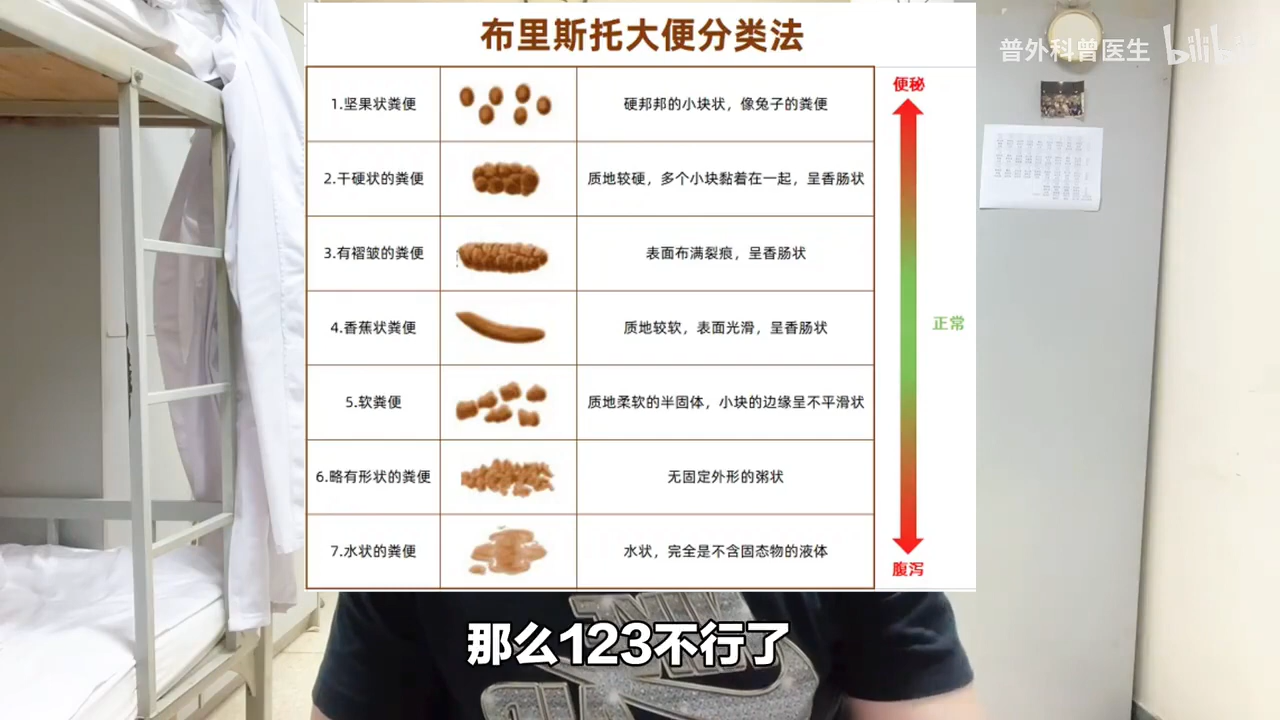 布里斯托大便分类法
普外科曾医生 bilibili
便秘
1.坚果状粪便 硬邦邦的小块状，像兔子的粪便
2.干硬状的粪便 质地较硬，多个小块黏着在一起，呈香肠状
3.有褶皱的粪便 表面布满裂痕，呈香肠状
4.香蕉状粪便 质地较软，表面光滑，呈香肠状
正常
5.软粪便 质地柔软的半固体，小块的边缘呈不平滑状
6.略有形状的粪便 无固定外形的粥状
7.水状的粪便 水状，完全是不含固态物的液体
腹泻
那么123不行了